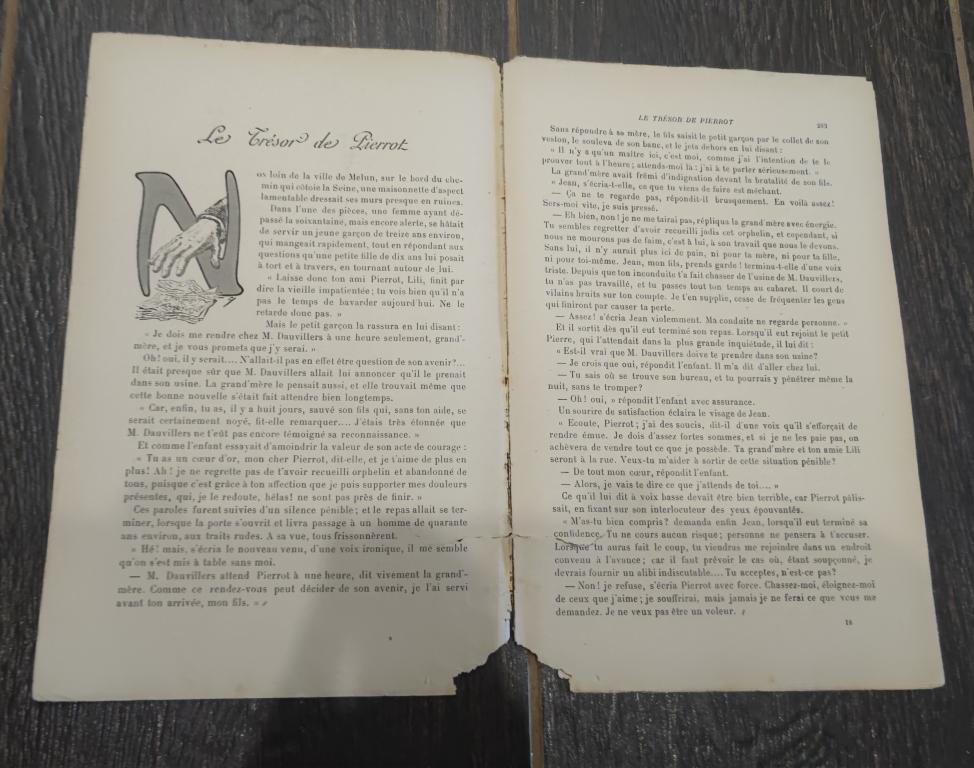 Le Trésor de Pierrot
N
on loin de la ville de Melun, sur le bord du che-
min qui côtoie la Seine, une maisonnette d'aspect
lamentable dressait ses murs presque en ruines.
Dans l'une des pièces, une femme ayant dé-
passé la soixantaine, mais encore alerte, se hâtait
de servir un jeune garçon de treize ans environ,
qui mangeait rapidement, tout en répondant aux
questions qu'une petite fille de dix ans lui posait
à tort et à travers, en tournant autour de lui.
« Laisse donc ton ami Pierrot, Lili, finit par
dire la vieille impatientée ; tu vois bien qu'il n'a
pas le temps de bavarder aujourd'hui. Ne le
retarde donc pas. »
Mais le petit garçon la rassura en lui disant :
« Je dois me rendre chez M. Dauvillers à une heure seulement, grand'-
mère, et je vous promets que j'y serai. »
Oh! oui, il y serait.... N'allait-il pas en effet être question de son avenir?...
Il était presque sûr que M. Dauvillers allait lui annoncer qu'il le prenait
dans son usine. La grand'mère le pensait aussi, et elle trouvait même que
cette bonne nouvelle s'était fait attendre bien longtemps.
« Car, enfin, tu as, il y a huit jours, sauvé son fils qui, sans ton aide, se
serait certainement noyé, fit-elle remarquer.... J'étais très étonnée que
M. Dauvillers ne t'eût pas encore témoigné sa reconnaissance. »
Et comme l'enfant essayait d'amoindrir la valeur de son acte de courage :
« Tu as un cœur d'or, mon cher Pierrot, dit-elle, et je t'aime de plus en
plus! Ah! je ne regrette pas de t'avoir recueilli orphelin et abandonné de
tous, puisque c'est grâce à ton affection que je puis supporter mes douleurs
présentes, qui, je le redoute, hélas! ne sont pas près de finir. »
Ces paroles furent suivies d'un silence pénible ; et le repas allait se ter-
miner, lorsque la porte s'ouvrit et livra passage à un homme de quarante
ans environ, aux traits rudes. A sa vue, tous frissonnèrent.
« Hé! mais, s'écria le nouveau venu, d'une voix ironique, il me semble
qu'on s'est mis à table sans moi.
— M. Dauvillers attend Pierrot à une heure, dit vivement la grand'-
mère. Comme ce rendez-vous peut décider de son avenir, je l'ai servi
avant ton arrivée, mon fils. »
LE TRÉSOR DE PIERROT
203
Sans répondre à sa mère, le fils saisit le petit garçon par le collet de son
veston, le souleva de son banc, et le jeta dehors en lui disant :
« Il n'y a qu'un maître ici, c'est moi, comme j'ai l'intention de te le
prouver tout à l'heure ; attends-moi là : j'ai à te parler sérieusement. »
La grand'mère avait frémi d'indignation devant la brutalité de son fils.
« Jean, s'écria-t-elle, ce que tu viens de faire est méchant.
— Ça ne te regarde pas, répondit-il brusquement. En voilà assez!
Sers-moi vite, je suis pressé.
— Eh bien, non! je ne me tairai pas, répliqua la grand'mère avec énergie.
Tu sembles regretter d'avoir recueilli jadis cet orphelin, et cependant, si
nous ne mourons pas de faim, c'est à lui, à son travail que nous le devons.
Sans lui, il n'y aurait plus ici de pain, ni pour ta mère, ni pour ta fille,
ni pour toi-même. Jean, mon fils, prends garde! termina-t-elle d'une voix
triste. Depuis que ton inconduite t'a fait chasser de l'usine de M. Dauvillers,
tu n'as pas travaillé, et tu passes tout ton temps au cabaret. Il court de
vilains bruits sur ton compte. Je t'en supplie, cesse de fréquenter les gens
qui finiront par causer ta perte.
— Assez! s'écria Jean violemment. Ma conduite ne regarde personne. »
Et il sortit dès qu'il eut terminé son repas. Lorsqu'il eut rejoint le petit
Pierre, qui l'attendait dans la plus grande inquiétude, il lui dit :
« Est-il vrai que M. Dauvillers doive te prendre dans son usine?
— Je crois que oui, répondit l'enfant. Il m'a dit d'aller chez lui.
— Tu sais où se trouve son bureau, et tu pourrais y pénétrer même la
nuit, sans te tromper?
— Oh! oui, » répondit l'enfant avec assurance.
Un sourire de satisfaction éclaira le visage de Jean.
« Ecoute, Pierrot ; j'ai des soucis, dit-il d'une voix qu'il s'efforçait de
rendre émue. Je dois d'assez fortes sommes, et si je ne les paie pas, on
achèvera de vendre tout ce que je possède. Ta grand'mère et ton amie Lili
seront à la rue. Veux-tu m'aider à sortir de cette situation pénible?
— De tout mon cœur, répondit l'enfant.
— Alors, je vais te dire ce que j'attends de toi.... »
Ce qu'il lui dit à voix basse devait être bien terrible, car Pierrot pâlis-
sait, en fixant sur son interlocuteur des yeux épouvantés.
« M'as-tu bien compris? demanda enfin Jean, lorsqu'il eut terminé sa
confidence. Tu ne cours aucun risque ; personne ne pensera à t'accuser.
Lorsque tu auras fait le coup, tu viendras me rejoindre dans un endroit
convenu à l'avance ; car il faut prévoir le cas où, étant soupçonné, je
devrais fournir un alibi indiscutable.... Tu acceptes, n'est-ce pas?
— Non! je refuse, s'écria Pierrot avec force. Chassez-moi, éloignez-moi
de ceux que j'aime ; je souffrirai, mais jamais je ne ferai ce que vous me
demandez. Je ne veux pas être un voleur.
18